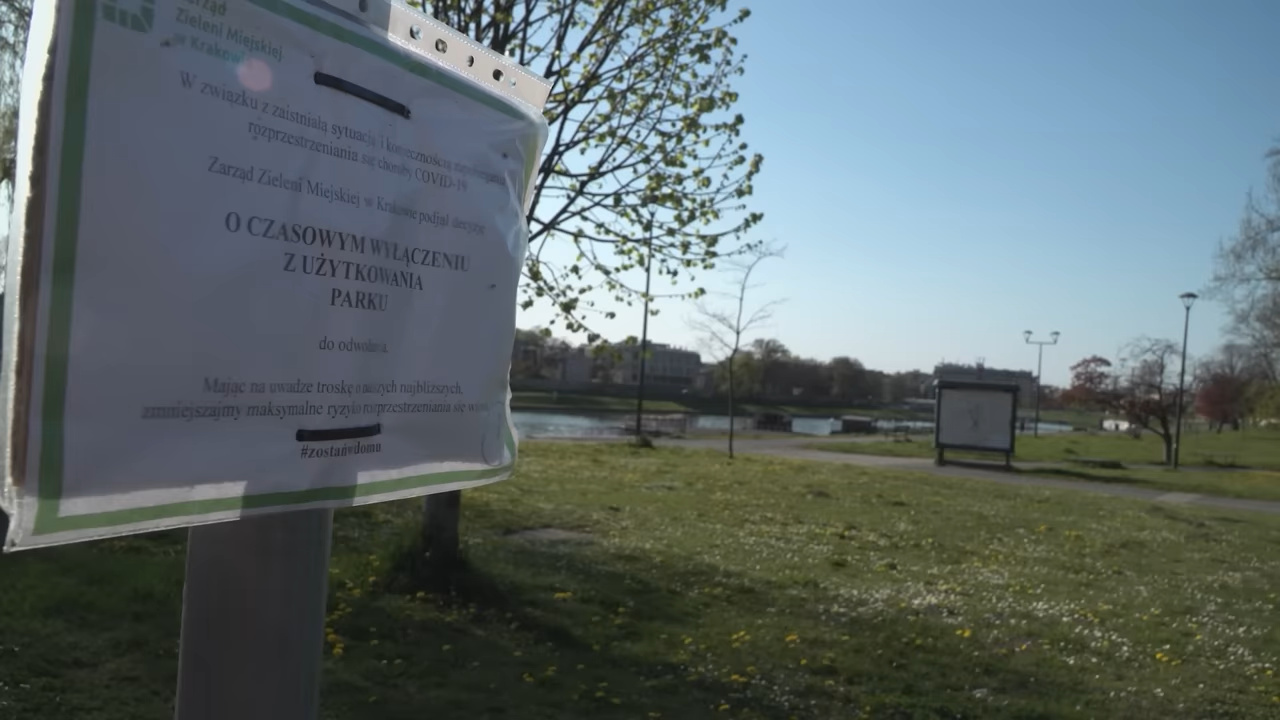 Zarząd
Zieleni Miejskiej
w Krakowie
W związku z zaistniałą sytuacją i koniecznością zapobiegania
rozprzestrzeniania się choroby COVID-19
Zarząd Zieleni Miejskiej w Krakowie podjął decyzję
O CZASOWYM WYŁĄCZENIU
Z UŻYTKOWANIA
PARKU
do odwołania.
Mając na uwadze troskę o naszych najbliższych,
zmniejszajmy maksymalne ryzyko rozprzestrzeniania się
#zostańwdomu